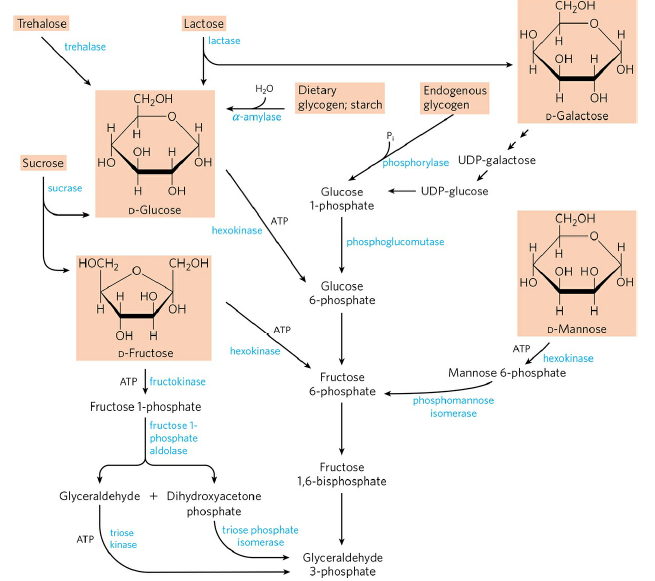 Trehalose
trehalase
Lactose
lactase
CH₂OH
HO
O
H
H
OH
H
H
OH
H
OH
D-Galactose
CH₂OH
H
O
H
H
OH
H
HO
OH
H
OH
D-Glucose
H₂O
α-amylase
Dietary
glycogen; starch
Endogenous
glycogen
Pᵢ
phosphorylase
UDP-galactose
UDP-glucose
Glucose
1-phosphate
Sucrose
sucrase
hexokinase
ATP
phosphoglucomutase
Glucose
6-phosphate
HOCH₂
O
CH₂OH
H
HO
H
OH
OH
H
D-Fructose
ATP
hexokinase
CH₂OH
H
O
H
H
OH
HO
HO
OH
H
H
D-Mannose
ATP
hexokinase
Mannose 6-phosphate
phosphomannose
isomerase
Fructose
6-phosphate
ATP
fructokinase
Fructose 1-phosphate
fructose 1-
phosphate
aldolase
Fructose
1,6-bisphosphate
Glyceraldehyde + Dihydroxyacetone
phosphate
ATP
triose
kinase
triose phosphate
isomerase
Glyceraldehyde
3-phosphate